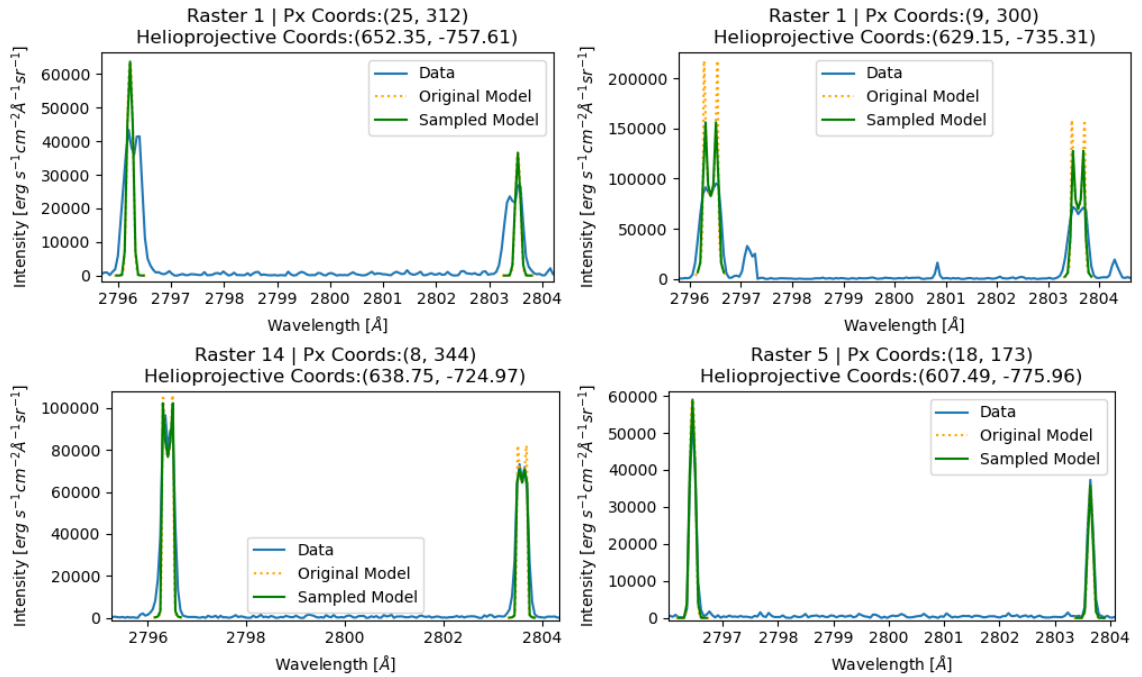 Raster 1 | Px Coords:(25, 312)
Helioprojective Coords:(652.35, -757.61)
Intensity [erg s⁻¹cm⁻²Å⁻¹sr⁻¹]
60000
50000
40000
30000
20000
10000
0
Data
Original Model
Sampled Model
2796 2797 2798 2799 2800 2801 2802 2803 2804
Wavelength [Å]
Raster 1 | Px Coords:(9, 300)
Helioprojective Coords:(629.15, -735.31)
Intensity [erg s⁻¹cm⁻²Å⁻¹sr⁻¹]
200000
150000
100000
50000
0
Data
Original Model
Sampled Model
2796 2797 2798 2799 2800 2801 2802 2803 2804
Wavelength [Å]
Raster 14 | Px Coords:(8, 344)
Helioprojective Coords:(638.75, -724.97)
Intensity [erg s⁻¹cm⁻²Å⁻¹sr⁻¹]
100000
80000
60000
40000
20000
0
Data
Original Model
Sampled Model
2796 2798 2800 2802 2804
Wavelength [Å]
Raster 5 | Px Coords:(18, 173)
Helioprojective Coords:(607.49, -775.96)
Intensity [erg s⁻¹cm⁻²Å⁻¹sr⁻¹]
60000
50000
40000
30000
20000
10000
0
Data
Original Model
Sampled Model
2797 2798 2799 2800 2801 2802 2803 2804
Wavelength [Å]